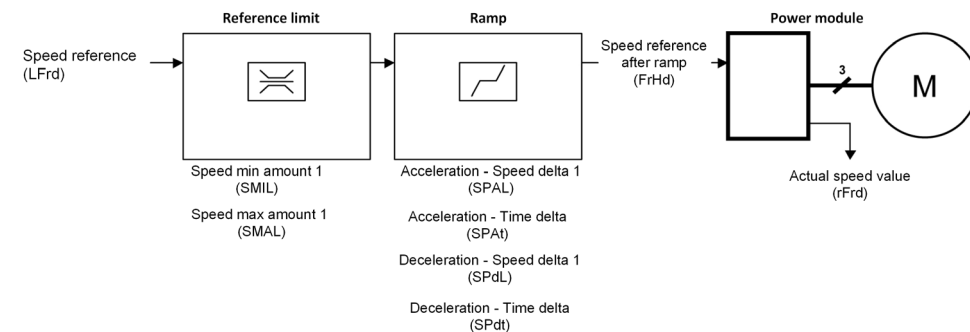 Reference limit
Ramp
Power module
Speed reference
(LFrd)
Speed reference
after ramp
(FrHd)
3
M
Actual speed value
(rFrd)
Speed min amount 1
(SMIL)
Speed max amount 1
(SMAL)
Acceleration - Speed delta 1
(SPAL)
Acceleration - Time delta
(SPAt)
Deceleration - Speed delta 1
(SPdL)
Deceleration - Time delta
(SPdt)